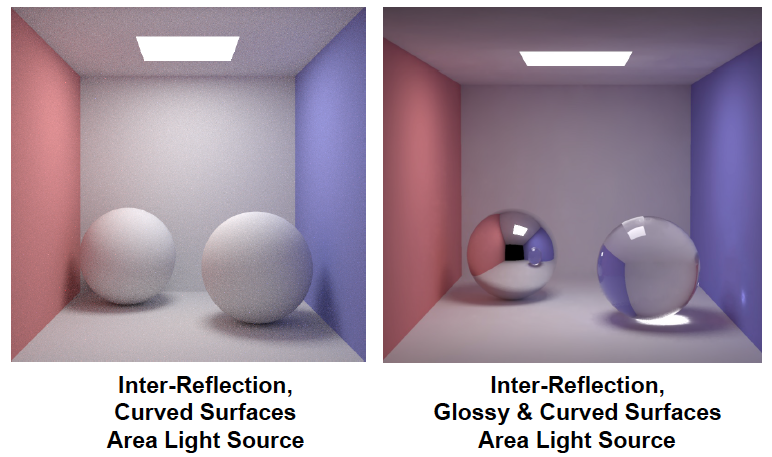 Inter-Reflection,
Curved Surfaces
Area Light Source
Inter-Reflection,
Glossy & Curved Surfaces
Area Light Source